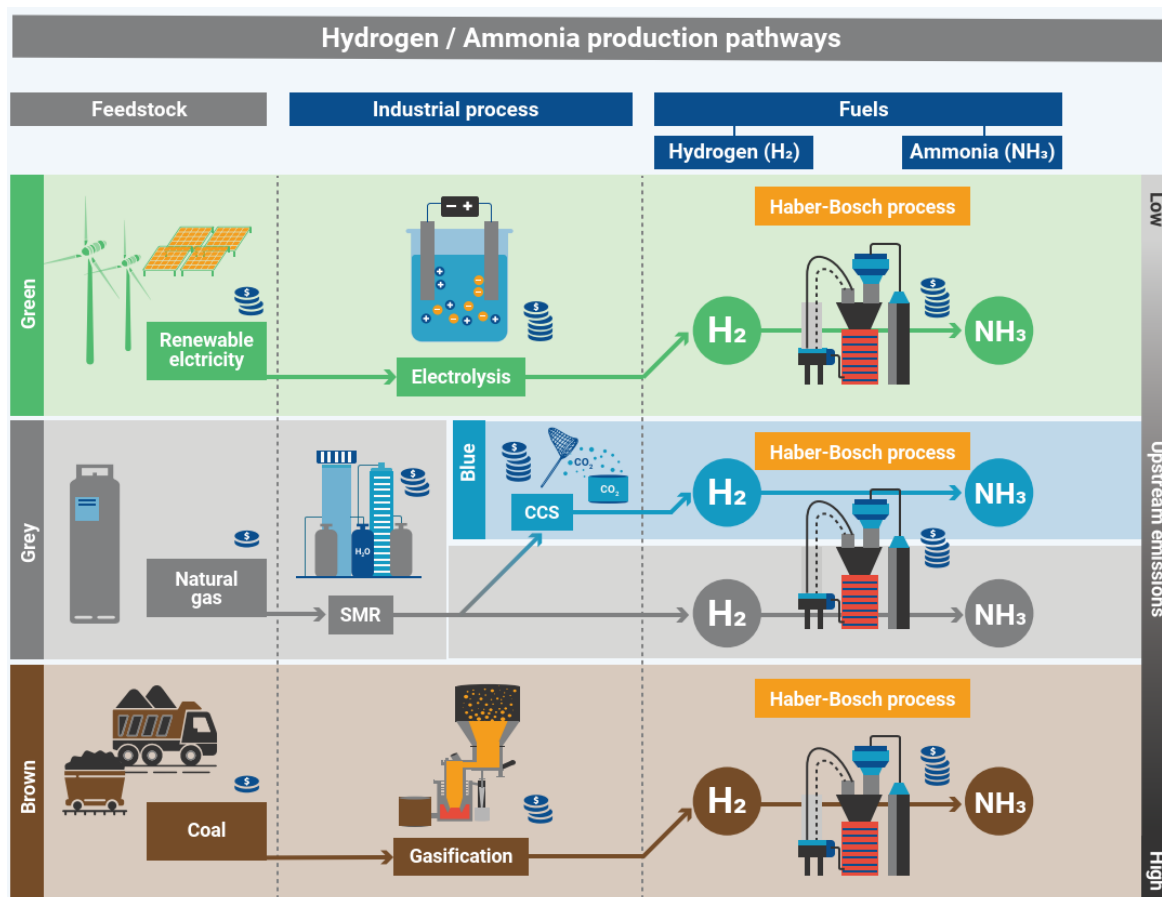 Hydrogen / Ammonia production pathways
Feedstock
Industrial process
Fuels
Hydrogen (H₂)
Ammonia (NH₃)
Green
$
Renewable
elctricity
− +
+
−
+
−
−
+
−
−
+
−
+
+
$
Electrolysis
Haber-Bosch process
H₂
$
NH₃
Low
Grey
$
Natural
gas
H₂O
$
SMR
Blue
$
CO₂
CO₂
CCS
Haber-Bosch process
H₂
NH₃
$
H₂
NH₃
Upstream emissions
Brown
$
Coal
$
Gasification
Haber-Bosch process
H₂
$
NH₃
High